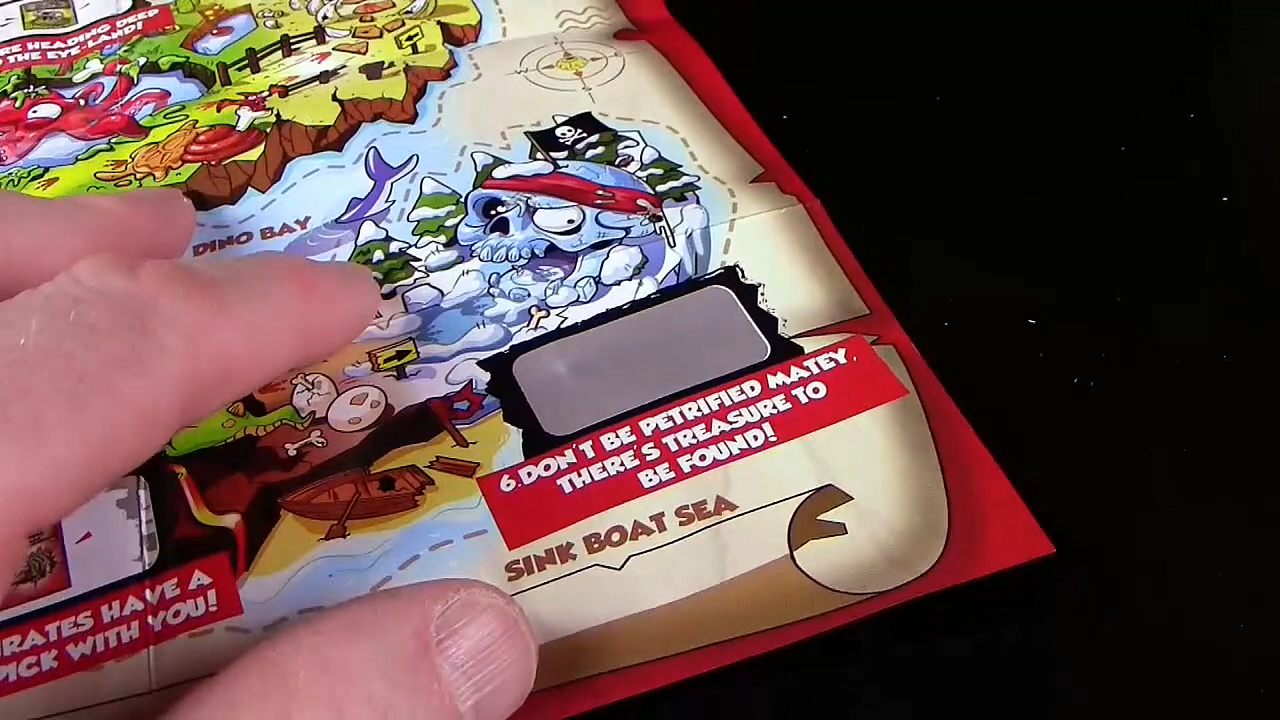 RE HEADING DEEP
THE EYE-LAND!
DINO BAY
6. DON'T BE PETRIFIED MATEY,
THERE'S TREASURE TO
BE FOUND!
SINK BOAT SEA
RATES HAVE A
PICK WITH YOU!